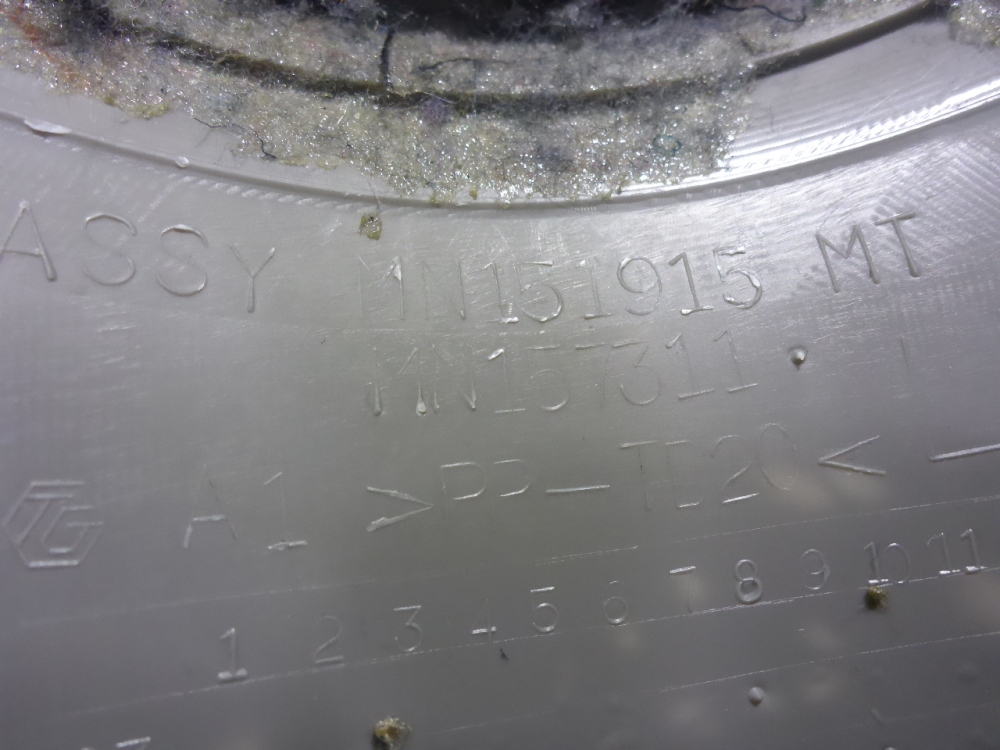 ASSY MN151915 MT
MN157311
TG A1 >PP-TD20<
1 2 3 4 5 6 7 8 9 10 11